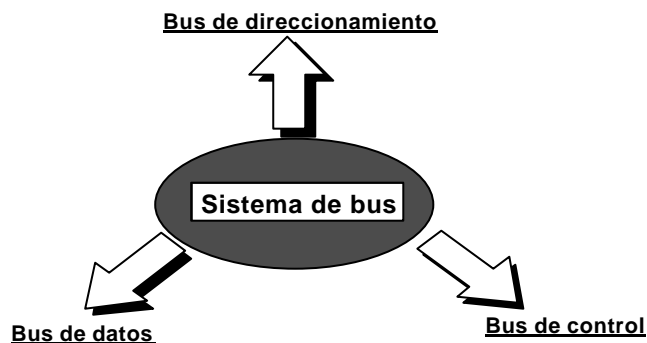 Bus de direccionamiento
Sistema de bus
Bus de datos
Bus de control